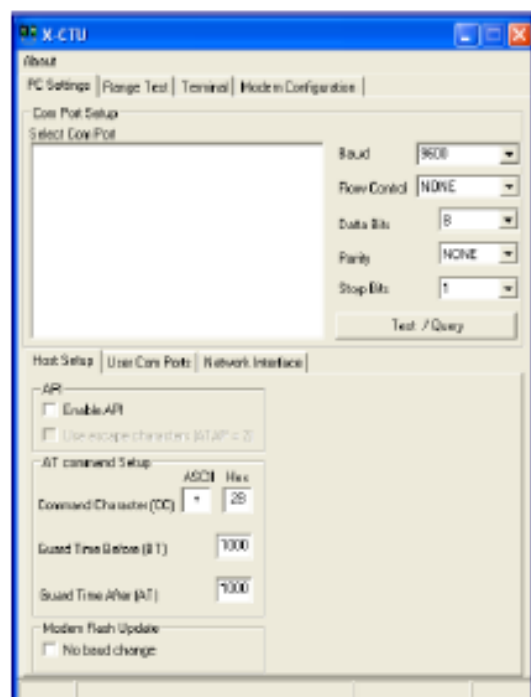 X-CTU
About
PC Settings Range Test Terminal Modem Configuration
Com Port Setup
Select Com Port
Baud 9600
Flow Control NONE
Data Bits 8
Parity NONE
Stop Bits 1
Test / Query
Host Setup User Com Ports Network Interface
API
Enable API
Use escape characters (ATAP = 2)
AT command Setup
ASCII Hex
Command Character (CC) + 2B
Guard Time Before (BT) 1000
Guard Time After (AT) 1000
Modem Flash Update
No baud change